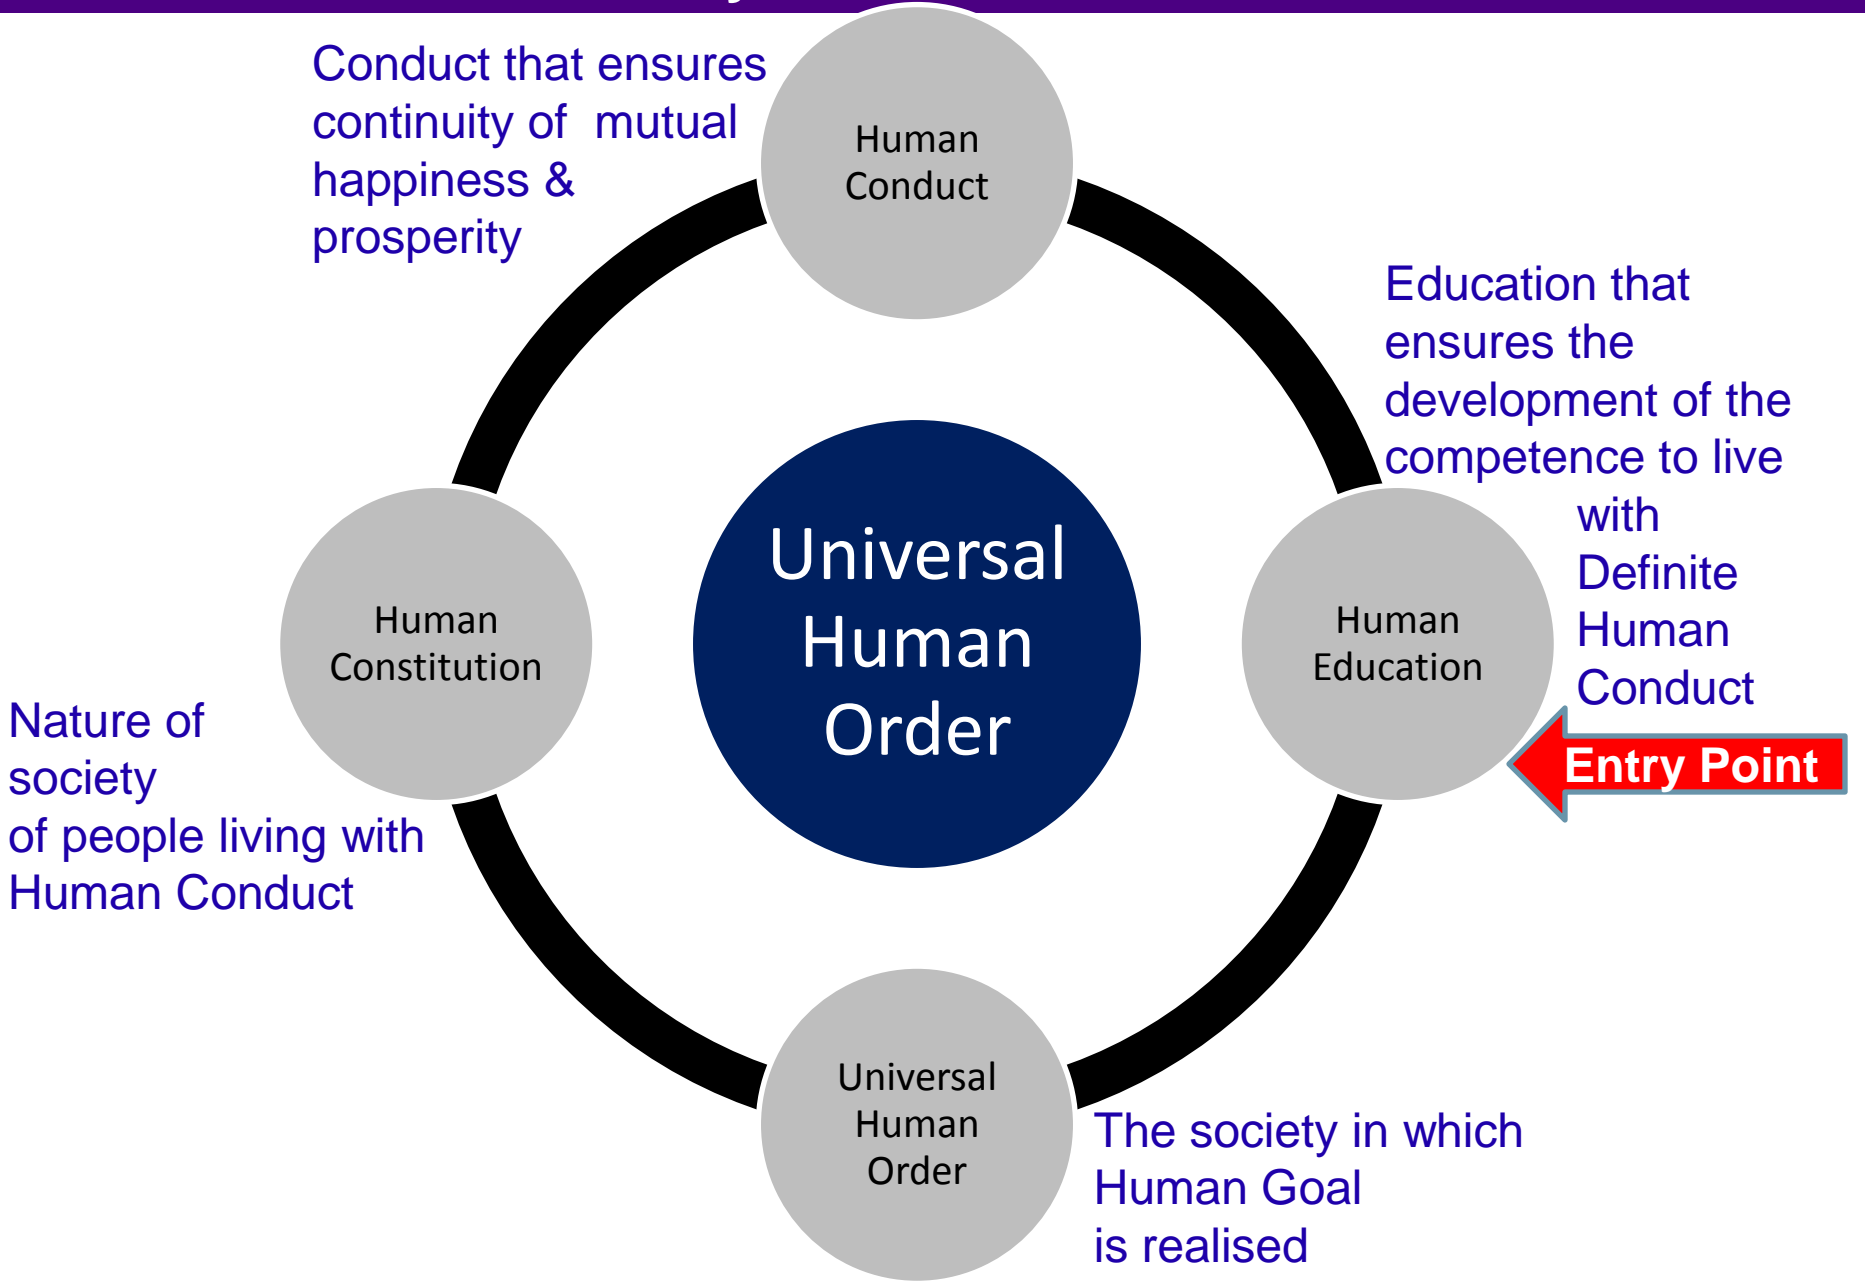 Conduct that ensures
continuity of mutual
happiness &
prosperity
Human
Conduct
Education that
ensures the
development of the
competence to live
with
Definite
Human
Conduct
Entry Point
Human
Education
Universal
Human
Order
Human
Constitution
Nature of
society
of people living with
Human Conduct
Universal
Human
Order
The society in which
Human Goal
is realised